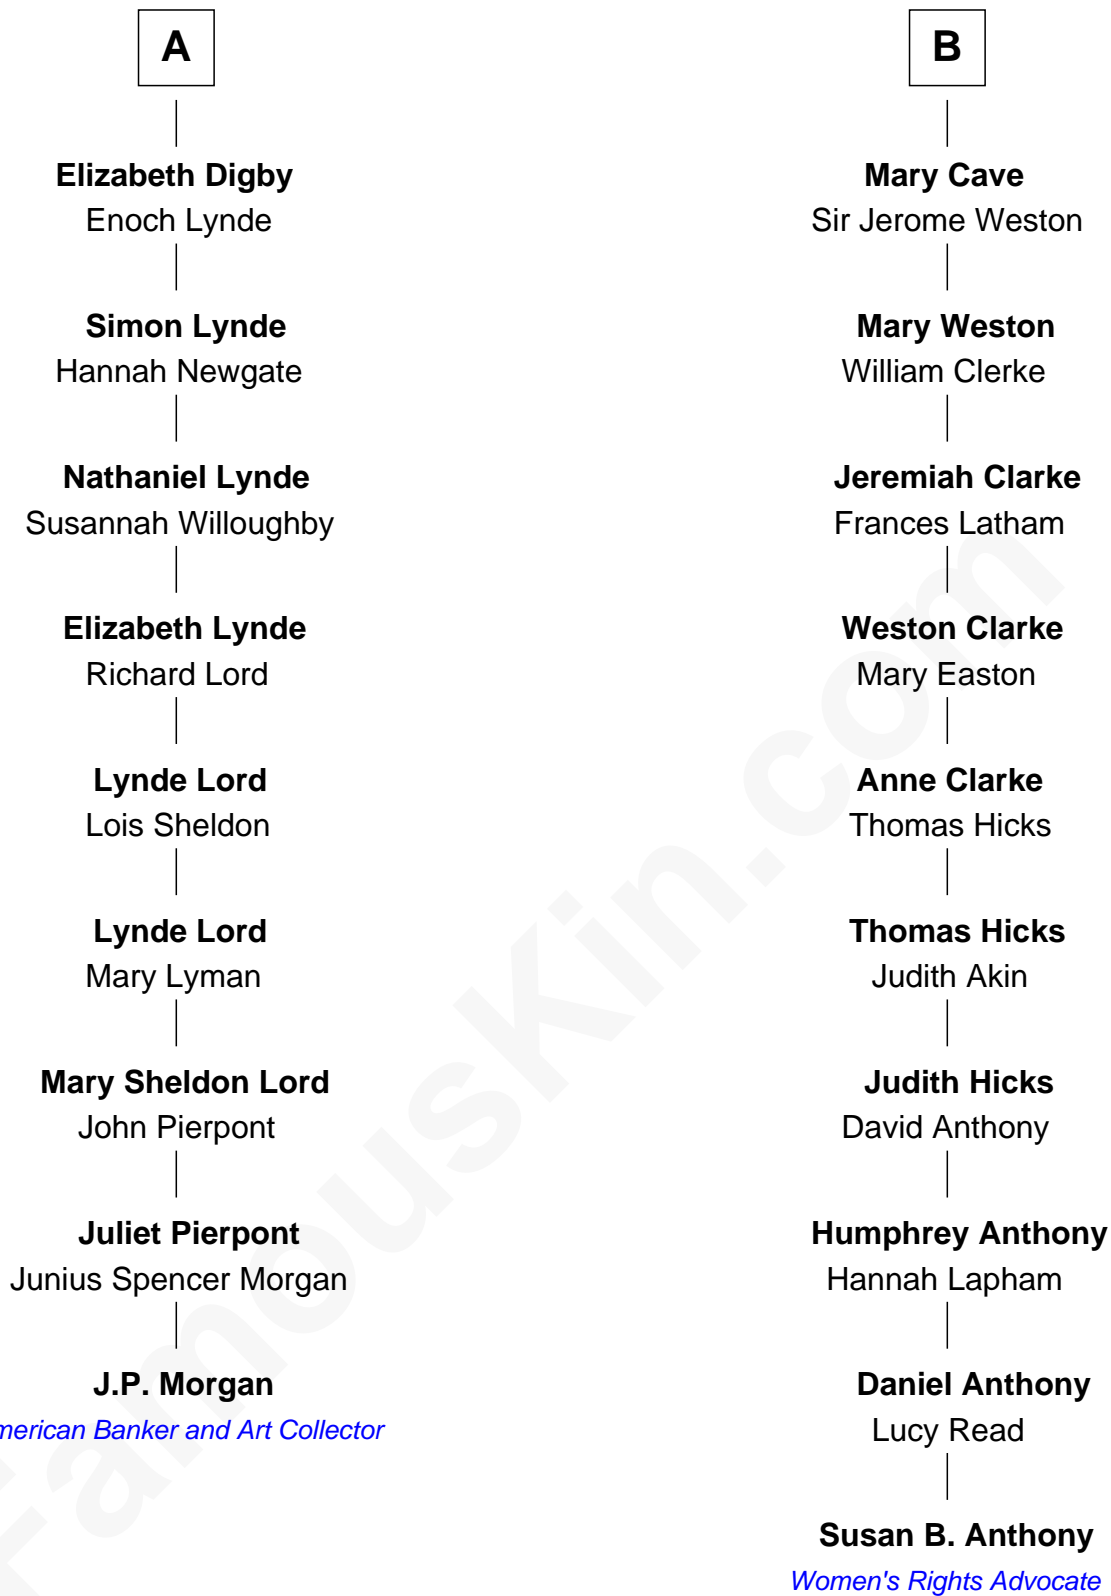 A
Elizabeth Digby
Enoch Lynde
Simon Lynde
Hannah Newgate
Nathaniel Lynde
Susannah Willoughby
Elizabeth Lynde
Richard Lord
Lynde Lord
Lois Sheldon
Lynde Lord
Mary Lyman
Mary Sheldon Lord
John Pierpont
Juliet Pierpont
Junius Spencer Morgan
J.P. Morgan
merican Banker and Art Collector
B
Mary Cave
Sir Jerome Weston
Mary Weston
William Clerke
Jeremiah Clarke
Frances Latham
Weston Clarke
Mary Easton
Anne Clarke
Thomas Hicks
Thomas Hicks
Judith Akin
Judith Hicks
David Anthony
Humphrey Anthony
Hannah Lapham
Daniel Anthony
Lucy Read
Susan B. Anthony
Women's Rights Advocate
FamousKin.com